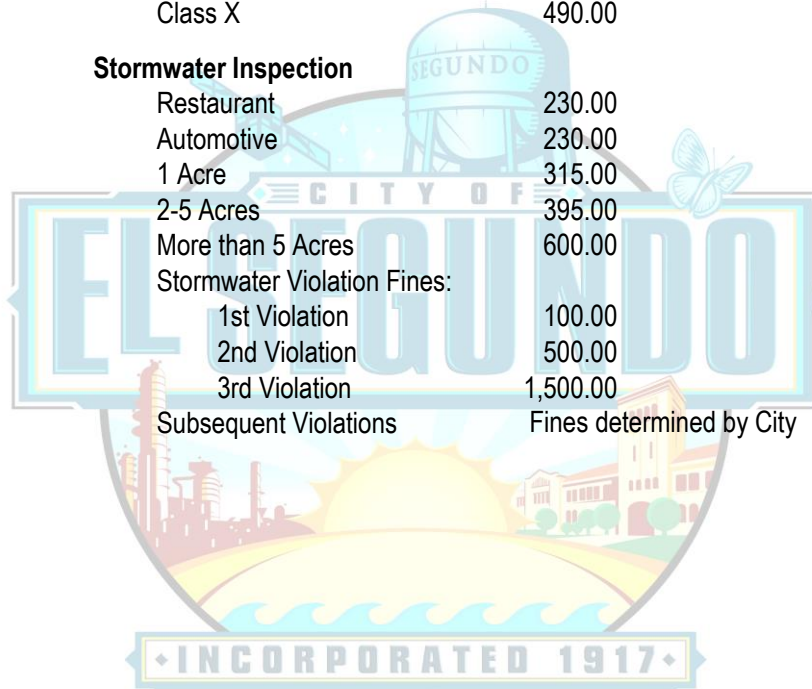 Class X 490.00
Stormwater Inspection
SEGUNDO
Restaurant 230.00
Automotive 230.00
1 Acre 315.00
CITY OF
2-5 Acres 395.00
More than 5 Acres 600.00
EL SEGUNDO
Stormwater Violation Fines:
1st Violation 100.00
2nd Violation 500.00
3rd Violation 1,500.00
Subsequent Violations Fines determined by City
INCORPORATED 1917